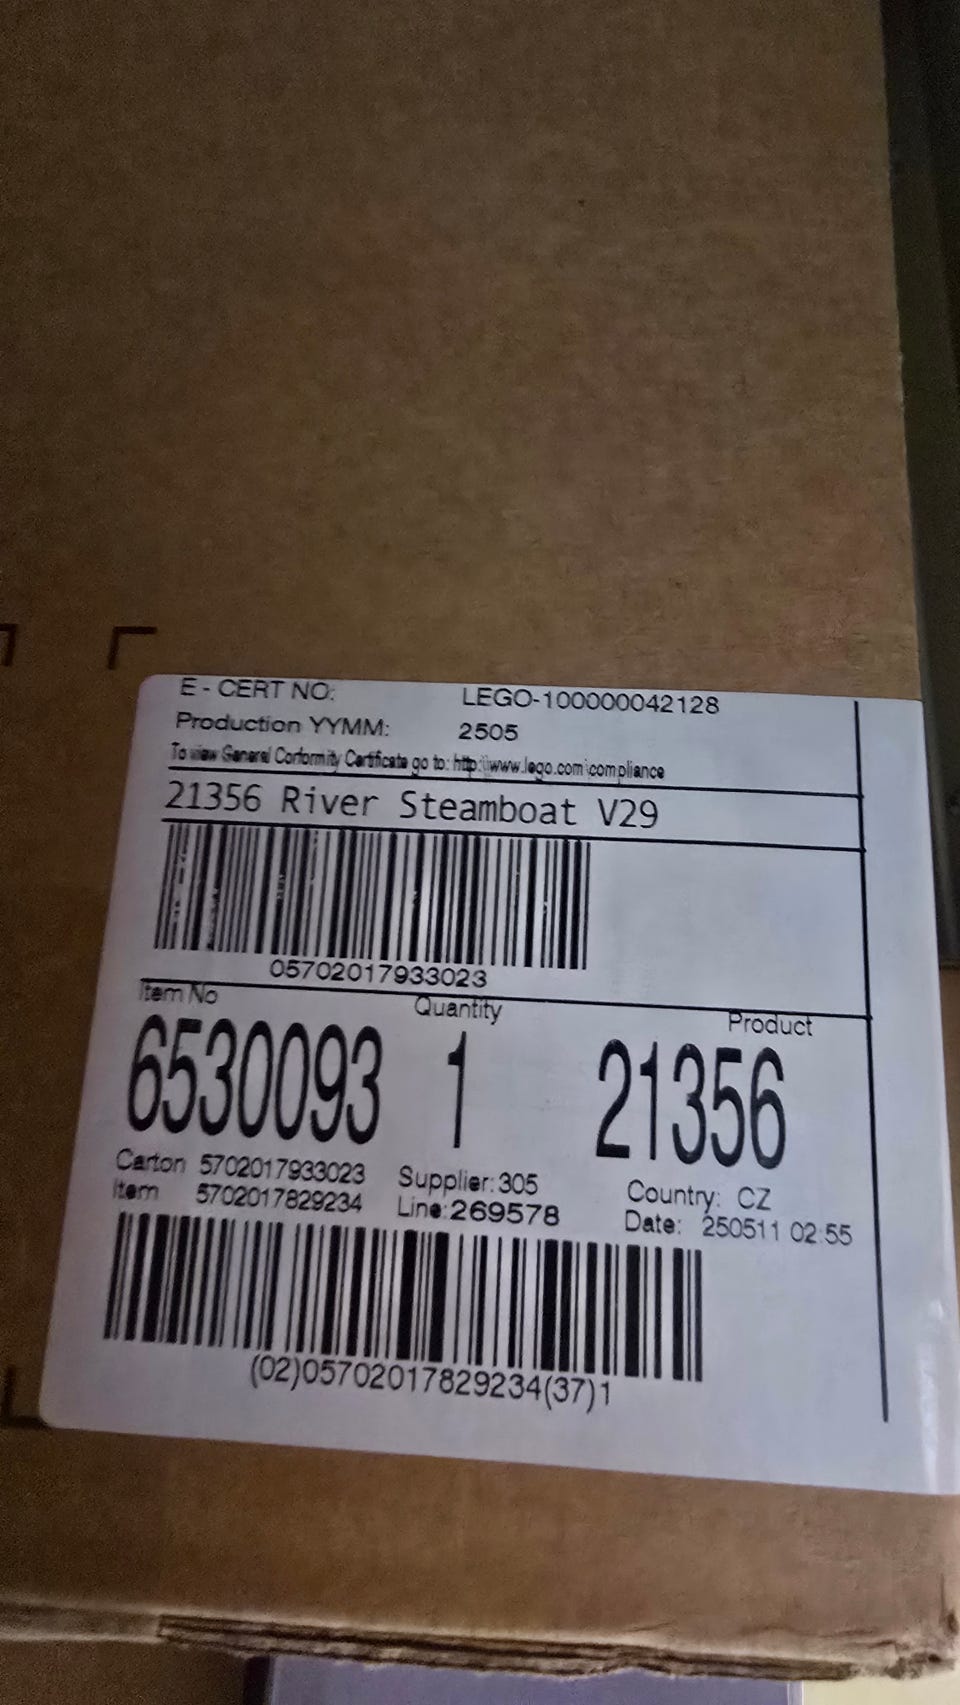 E - CERT NO: LEGO-100000042128
Production YYMM: 2505
To view General Conformity Certificate go to: http:\\www.lego.com\compliance
21356 River Steamboat V29
05702017933023
Item No Quantity Product
6530093 1 21356
Carton 5702017933023 Supplier:305 Country: CZ
Item 5702017829234 Line:269578 Date: 250511 02:55
(02)05702017829234(37)1